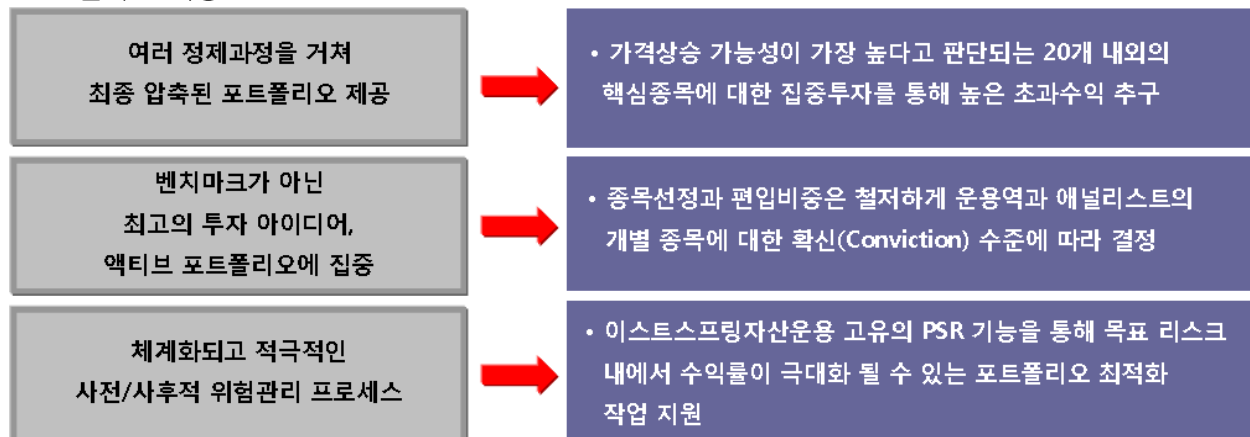 여러 정제과정을 거쳐
최종 압축된 포트폴리오 제공
• 가격상승 가능성이 가장 높다고 판단되는 20개 내외의
핵심종목에 대한 집중투자를 통해 높은 초과수익 추구
벤치마크가 아닌
최고의 투자 아이디어,
액티브 포트폴리오에 집중
• 종목선정과 편입비중은 철저하게 운용역과 애널리스트의
개별 종목에 대한 확신(Conviction) 수준에 따라 결정
체계화되고 적극적인
사전/사후적 위험관리 프로세스
• 이스트스프링자산운용 고유의 PSR 기능을 통해 목표 리스크
내에서 수익률이 극대화 될 수 있는 포트폴리오 최적화
작업 지원